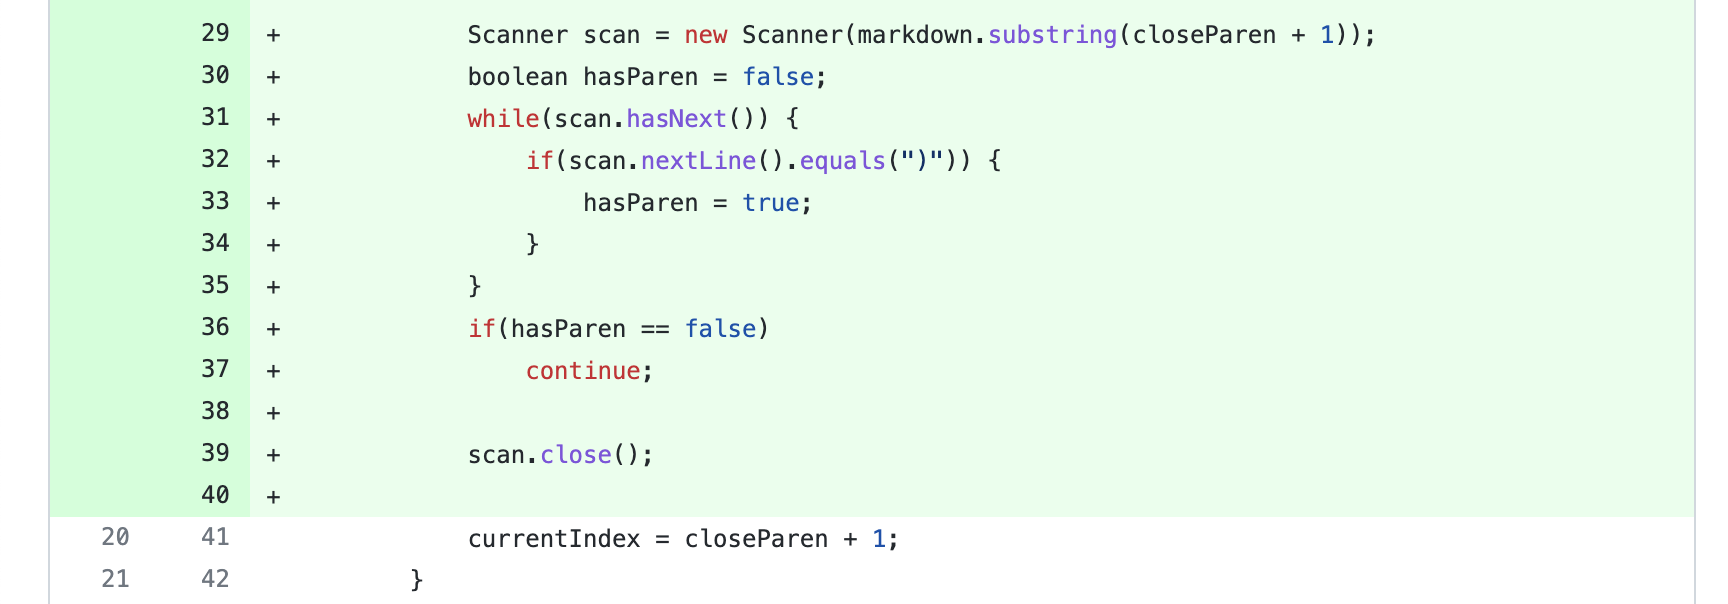 29 + Scanner scan = new Scanner(markdown.substring(closeParen + 1));
30 + boolean hasParen = false;
31 + while(scan.hasNext()) {
32 + if(scan.nextLine().equals(")")) {
33 + hasParen = true;
34 + }
35 + }
36 + if(hasParen == false)
37 + continue;
38 +
39 + scan.close();
40 +
20 41 currentIndex = closeParen + 1;
21 42 }